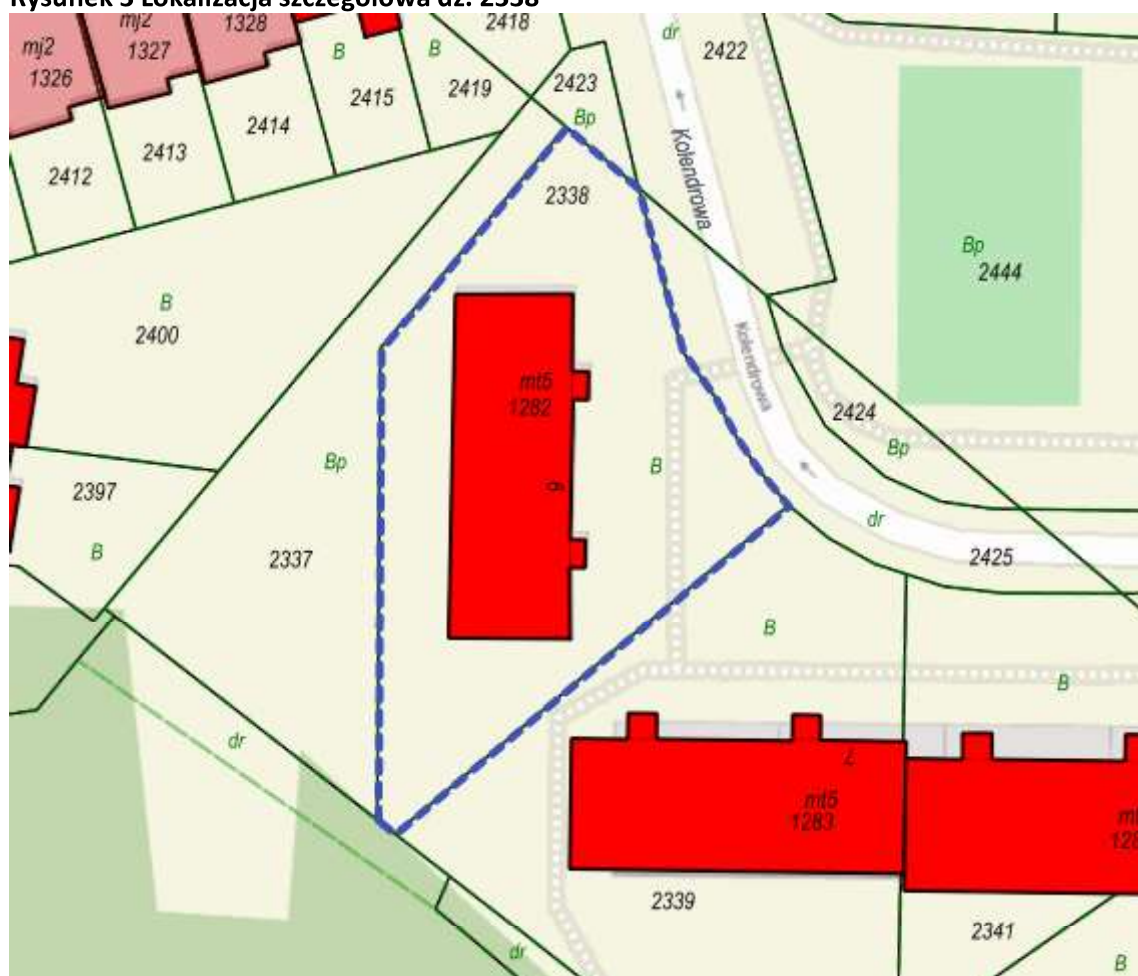 Rysunek 3 Lokalizacja szczegółowa dz. 2338
mj2
1326
mj2
1327
1328
B
2415
B
2419
2418
dr
2422
2423
Bp
2412
2413
2414
2338
Kolendrowa
Bp
2444
B
2400
Kolendrowa
mt5
1282
2424
Bp
2397
B
Bp
B
9
dr
2337
2425
B
B
dr
7
mt5
1283
2339
2341
dr
B